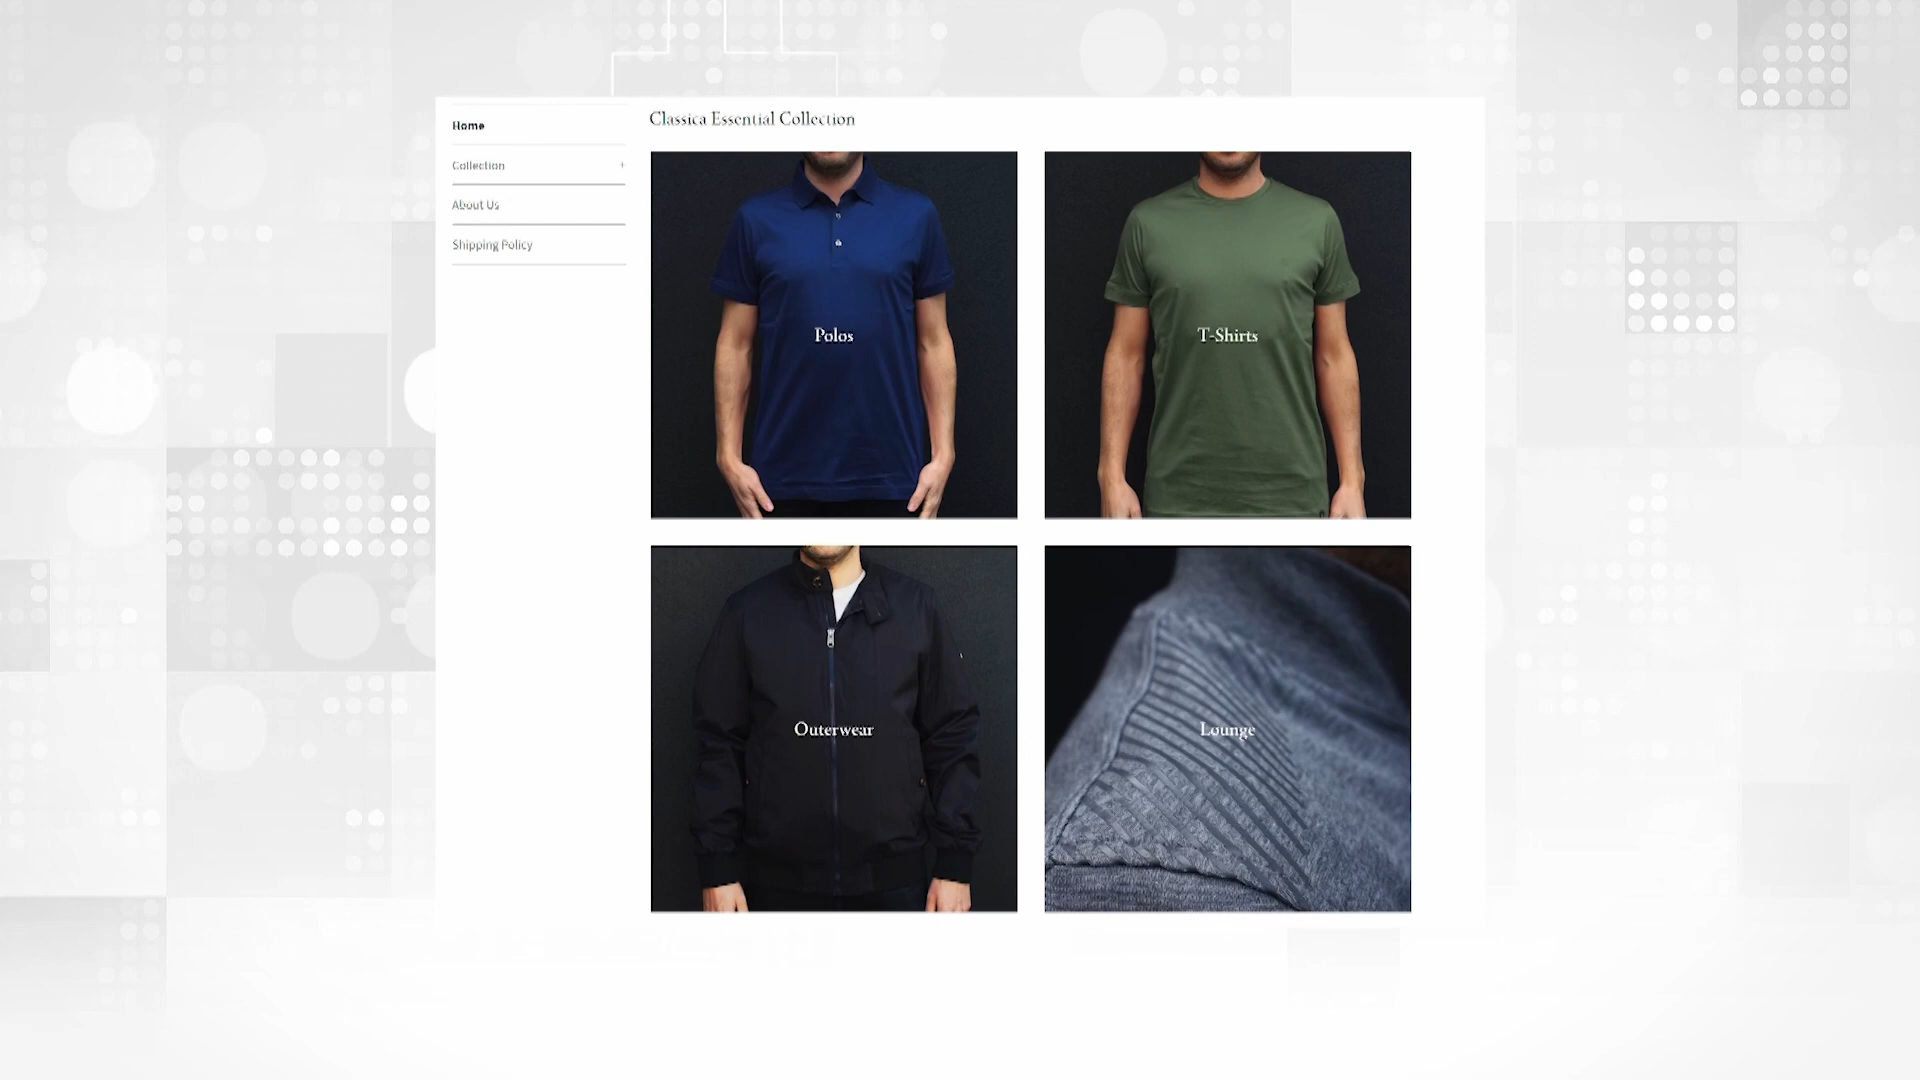 Home
Collection +
About Us
Shipping Policy
Classica Essential Collection
Polos
T-Shirts
Outerwear
Lounge